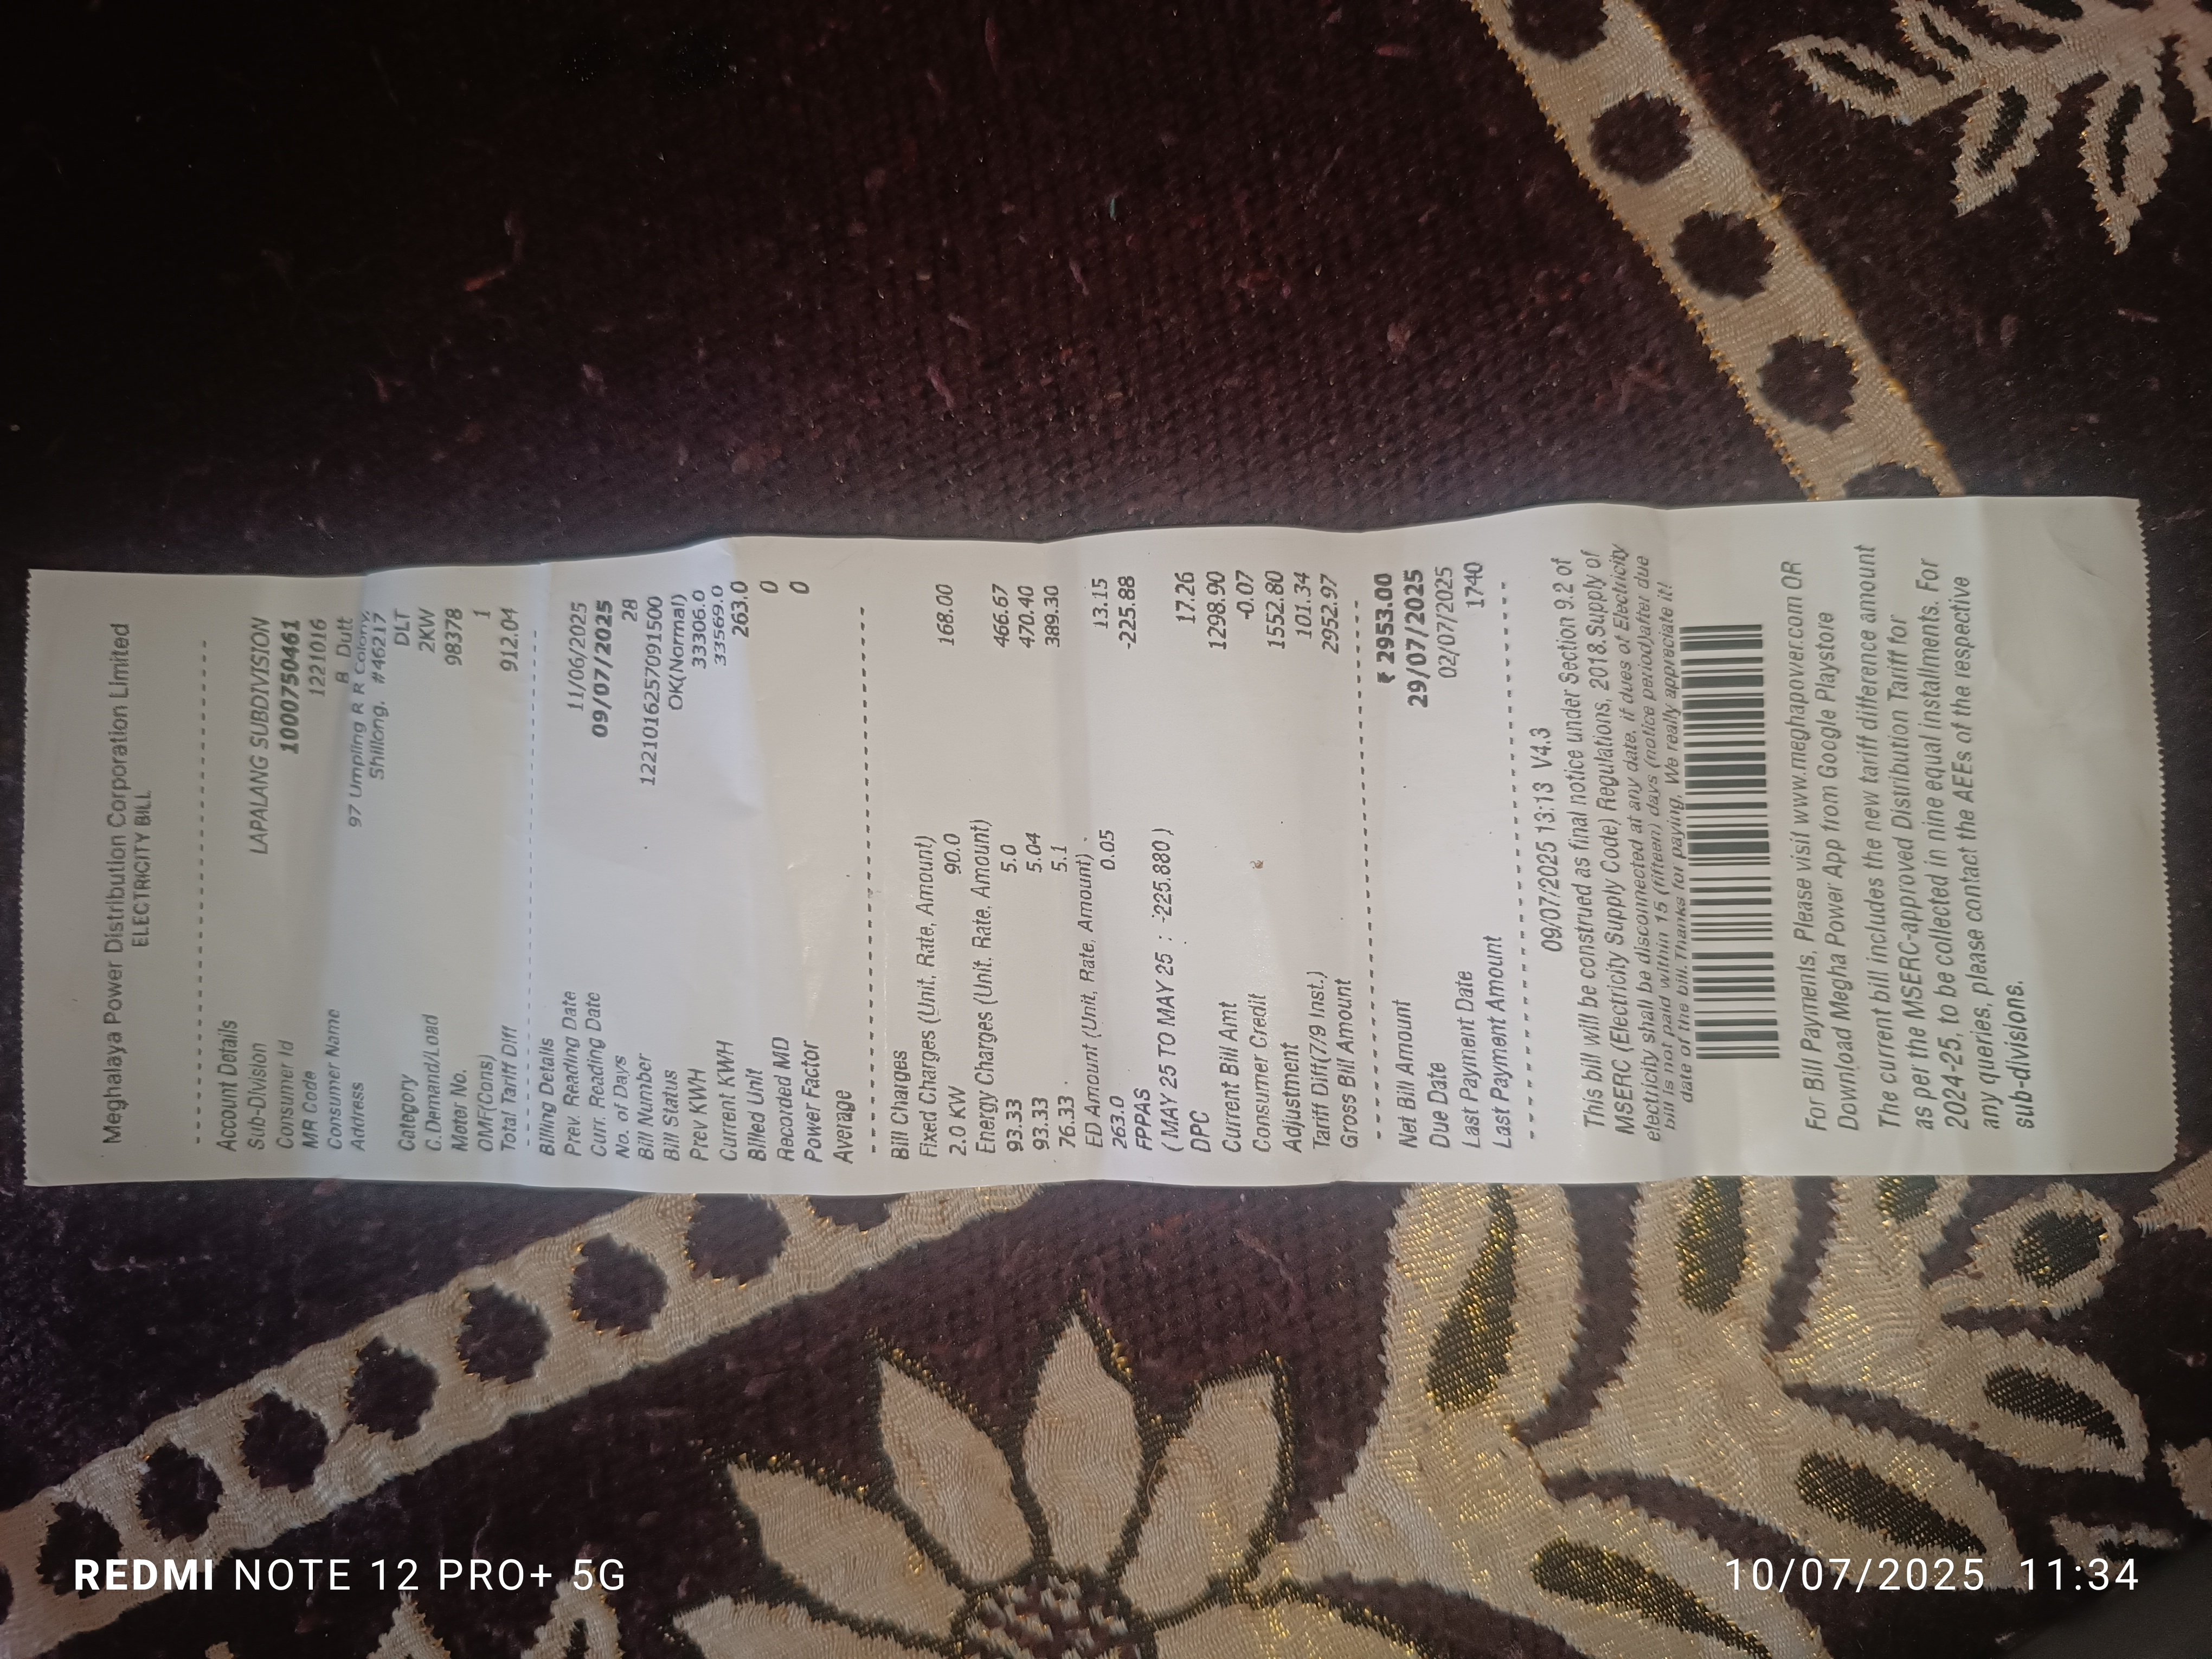 Meghalaya Power Distribution Corporation Limited
ELECTRICITY BILL
Account Details
Sub-Division LAPALANG SUBDIVISION
Consumer Id 1000750461
MR Code 1221016
Consumer Name B Dutt
Address 97 Umpling R R Colony,
Shillong. #46217
Category DLT
C.Demand/Load 2KW
Meter No. 98378
OMF(Cons) 1
Total Tariff Diff 912.04
Billing Details
Prev. Reading Date 11/06/2025
Curr. Reading Date 09/07/2025
No. of Days 28
Bill Number 1221016257091500
Bill Status OK(Normal)
Prev KWH 33306.0
Current KWH 33569.0
Billed Unit 263.0
Recorded MD 0
Power Factor 0
Average
Bill Charges
Fixed Charges (Unit, Rate, Amount)
2.0 KW 90.0 168.00
Energy Charges (Unit. Rate. Amount)
93.33 5.0 466.67
93.33 5.04 470.40
76.33 5.1 389.30
ED Amount (Unit, Rate, Amount)
263.0 0.05 13.15
FPPAS -225.88
( MAY 25 TO MAY 25 : -225.880 )
DPC 17.26
Current Bill Amt 1298.90
Consumer Credit -0.07
Adjustment 1552.80
Tariff Diff(7/9 Inst.) 101.34
Gross Bill Amount 2952.97
Net Bill Amount ₹ 2953.00
Due Date 29/07/2025
Last Payment Date 02/07/2025
Last Payment Amount 1740
09/07/2025 13:13 V4.3
This bill will be construed as final notice under Section 9.2 of
MSERC (Electricity Supply Code) Regulations, 2018.Supply of
electricity shall be disconnected at any date, if dues of Electricity
bill is not paid within 15 (fifteen) days (notice period)after due
date of the bill.Thanks for paying, We really appreciate it!
For Bill Payments, Please visit www.meghapower.com OR
Download Megha Power App from Google Playstore
The current bill includes the new tariff difference amount
as per the MSERC-approved Distribution Tariff for
2024-25, to be collected in nine equal installments. For
any queries, please contact the AEEs of the respective
sub-divisions.
REDMI NOTE 12 PRO+ 5G
10/07/2025 11:34